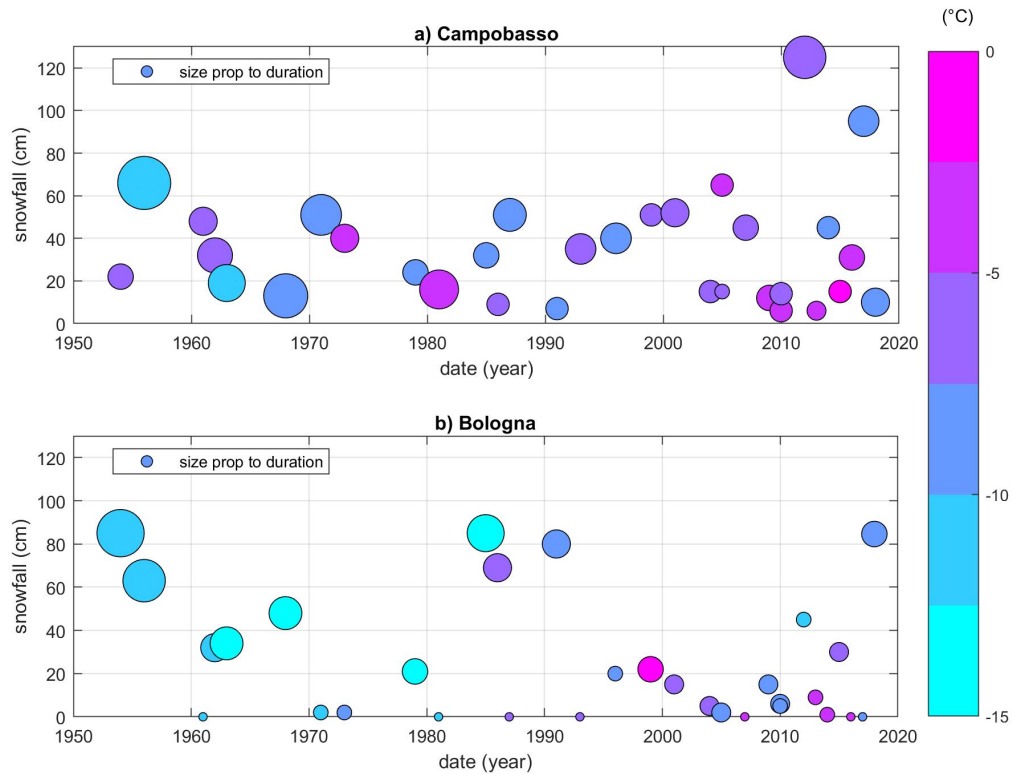 (°C)
a) Campobasso
size prop to duration
120
100
80
60
40
20
0
snowfall (cm)
1950 1960 1970 1980 1990 2000 2010 2020
date (year)
0
-5
-10
-15
b) Bologna
size prop to duration
120
100
80
60
40
20
0
snowfall (cm)
1950 1960 1970 1980 1990 2000 2010 2020
date (year)